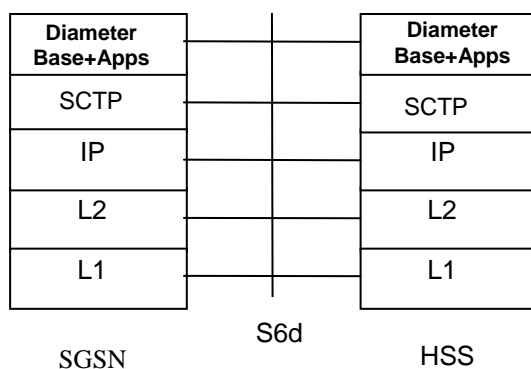 Diameter
Base+Apps
SCTP
IP
L2
L1
SGSN
S6d
Diameter
Base+Apps
SCTP
IP
L2
L1
HSS